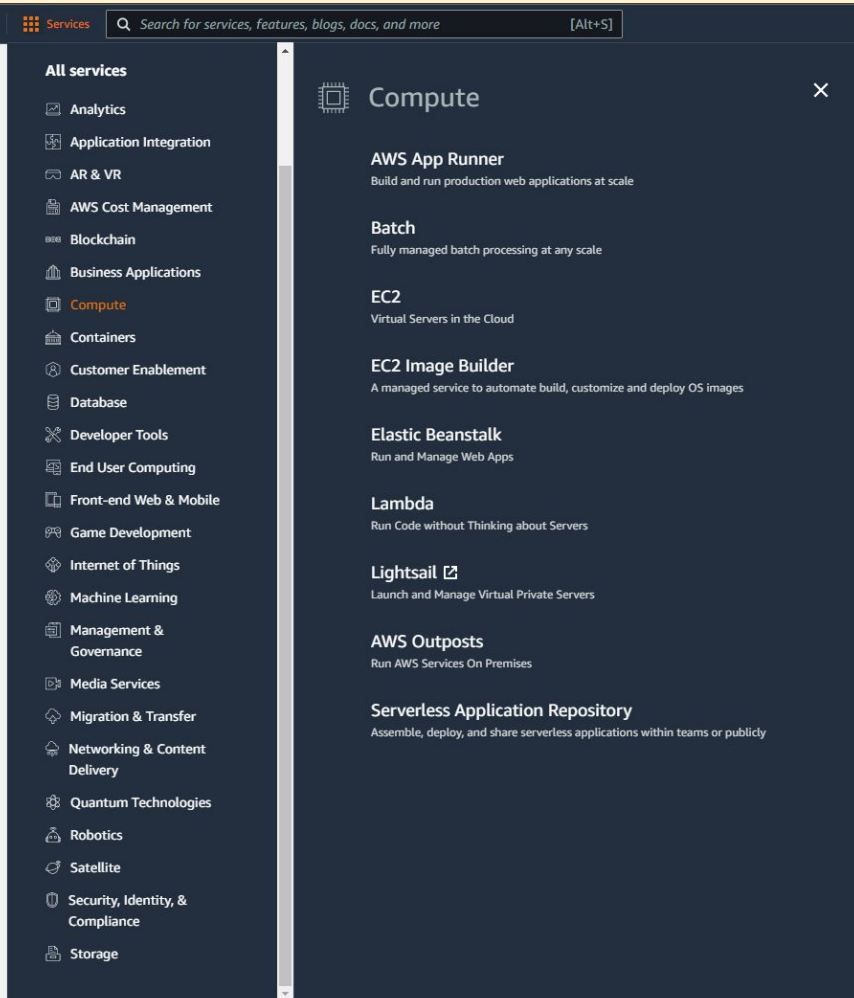 Services
Search for services, features, blogs, docs, and more
[Alt+S]
All services
Analytics
Application Integration
AR & VR
AWS Cost Management
Blockchain
Business Applications
Compute
Containers
Customer Enablement
Database
Developer Tools
End User Computing
Front-end Web & Mobile
Game Development
Internet of Things
Machine Learning
Management &
Governance
Media Services
Migration & Transfer
Networking & Content
Delivery
Quantum Technologies
Robotics
Satellite
Security, Identity, &
Compliance
Storage
Compute
AWS App Runner
Build and run production web applications at scale
Batch
Fully managed batch processing at any scale
EC2
Virtual Servers in the Cloud
EC2 Image Builder
A managed service to automate build, customize and deploy OS images
Elastic Beanstalk
Run and Manage Web Apps
Lambda
Run Code without Thinking about Servers
Lightsail
Launch and Manage Virtual Private Servers
AWS Outposts
Run AWS Services On Premises
Serverless Application Repository
Assemble, deploy, and share serverless applications within teams or publicly